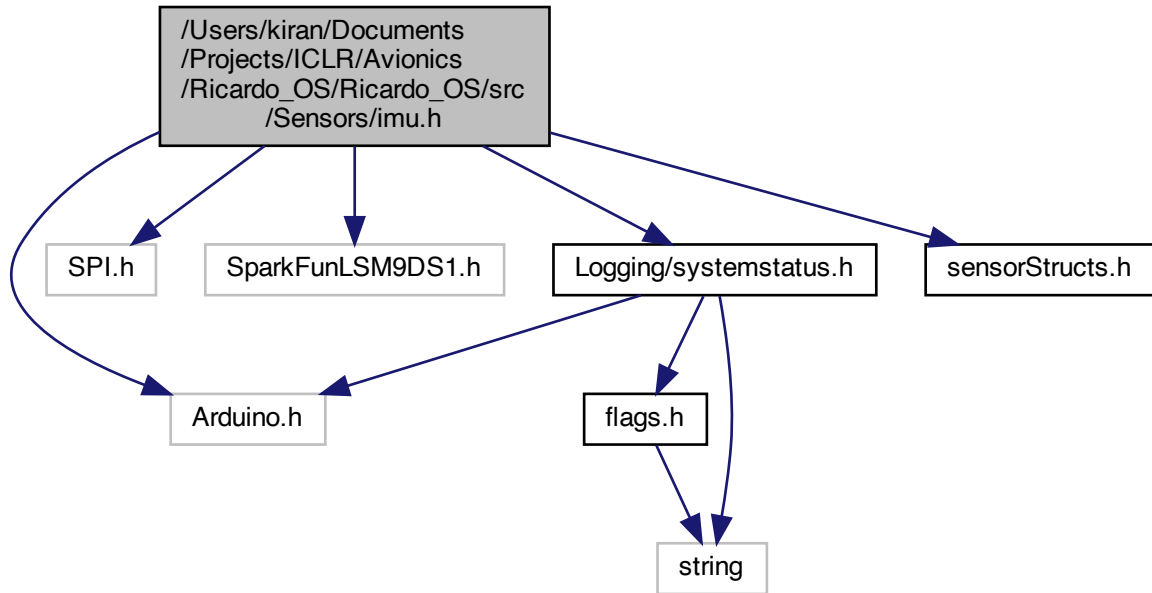 /Users/kiran/Documents
/Projects/ICLR/Avionics
/Ricardo_OS/Ricardo_OS/src
/Sensors/imu.h
SPI.h
SparkFunLSM9DS1.h
Logging/systemstatus.h
sensorStructs.h
Arduino.h
flags.h
string